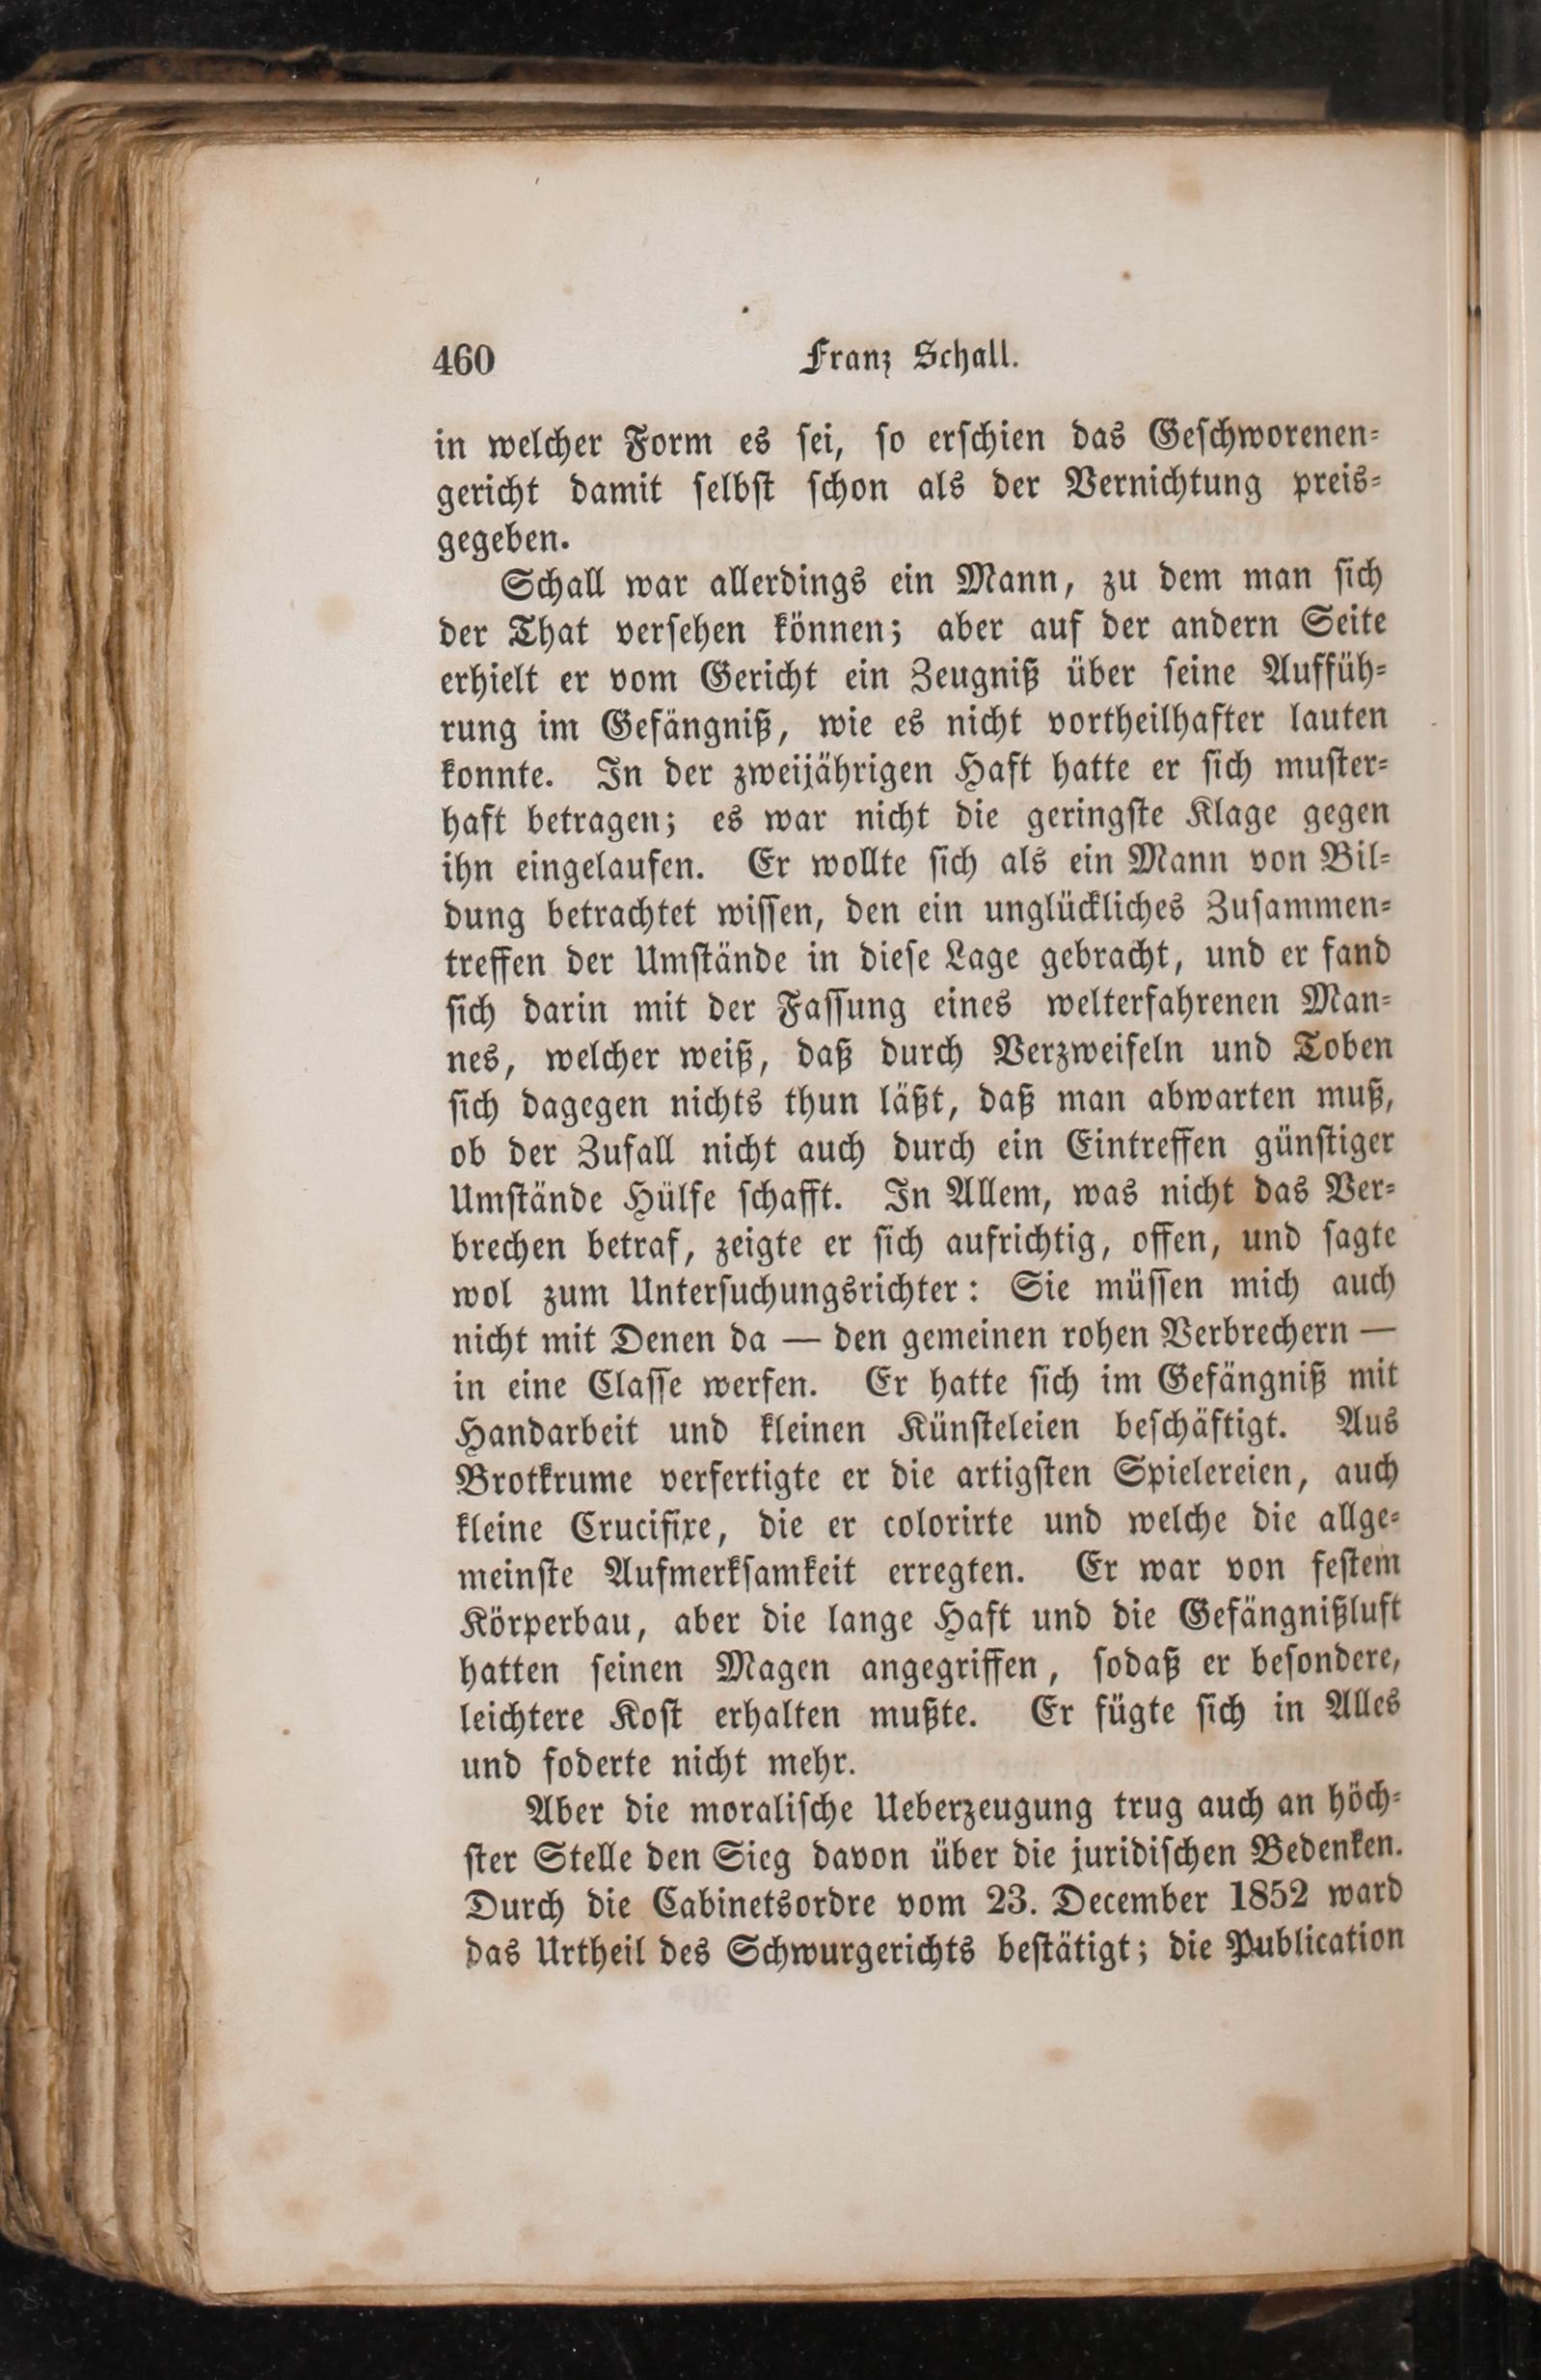 460 Franz Schall.
in welcher Form es ſei, ſo erſchien das Geſchworenen⸗
gericht damit ſelbſt ſchon als der Vernichtung preis⸗
gegeben.
Schall war allerdings ein Mann, zu dem man ſich
der That verſehen können; aber auf der andern Seite
erhielt er vom Gericht ein Zeugniß über ſeine Auffüh⸗
rung im Gefängniß, wie es nicht vortheilhafter lauten
konnte. In der zweijährigen Haft hatte er ſich muſter⸗
haft betragen; es war nicht die geringſte Klage gegen
ihn eingelaufen. Er wollte ſich als ein Mann von Bil⸗
dung betrachtet wiſſen, den ein unglückliches Zuſammen⸗
treffen der Umſtände in dieſe Lage gebracht, und er fand
ſich darin mit der Faſſung eines welterfahrenen Man⸗
nes, welcher weiß, daß durch Verzweifeln und Toben
ſich dagegen nichts thun läßt, daß man abwarten muß,
ob der Zufall nicht auch durch ein Eintreffen günſtiger
Umſtände Hülfe ſchafft. In Allem, was nicht das Ver⸗
brechen betraf, zeigte er ſich aufrichtig, offen, und ſagte
wol zum Unterſuchungsrichter: Sie müſſen mich auch
nicht mit Denen da — den gemeinen rohen Verbrechern —
in eine Claſſe werfen. Er hatte ſich im Gefängniß mit
Handarbeit und kleinen Künſteleien beſchäftigt. Aus
Brotkrume verfertigte er die artigſten Spielereien, auch
kleine Crucifixe, die er colorirte und welche die allge⸗
meinſte Aufmerkſamkeit erregten. Er war von feſtem
Körperbau, aber die lange Haft und die Gefängnißluft
hatten ſeinen Magen angegriffen, ſodaß er beſondere,
leichtere Koſt erhalten mußte. Er fügte ſich in Alles
und foderte nicht mehr.
Aber die moraliſche Ueberzeugung trug auch an höch⸗
ſter Stelle den Sieg davon über die juridiſchen Bedenken.
Durch die Cabinetsordre vom 23. December 1852 ward
das Urtheil des Schwurgerichts beſtätigt; die Publication